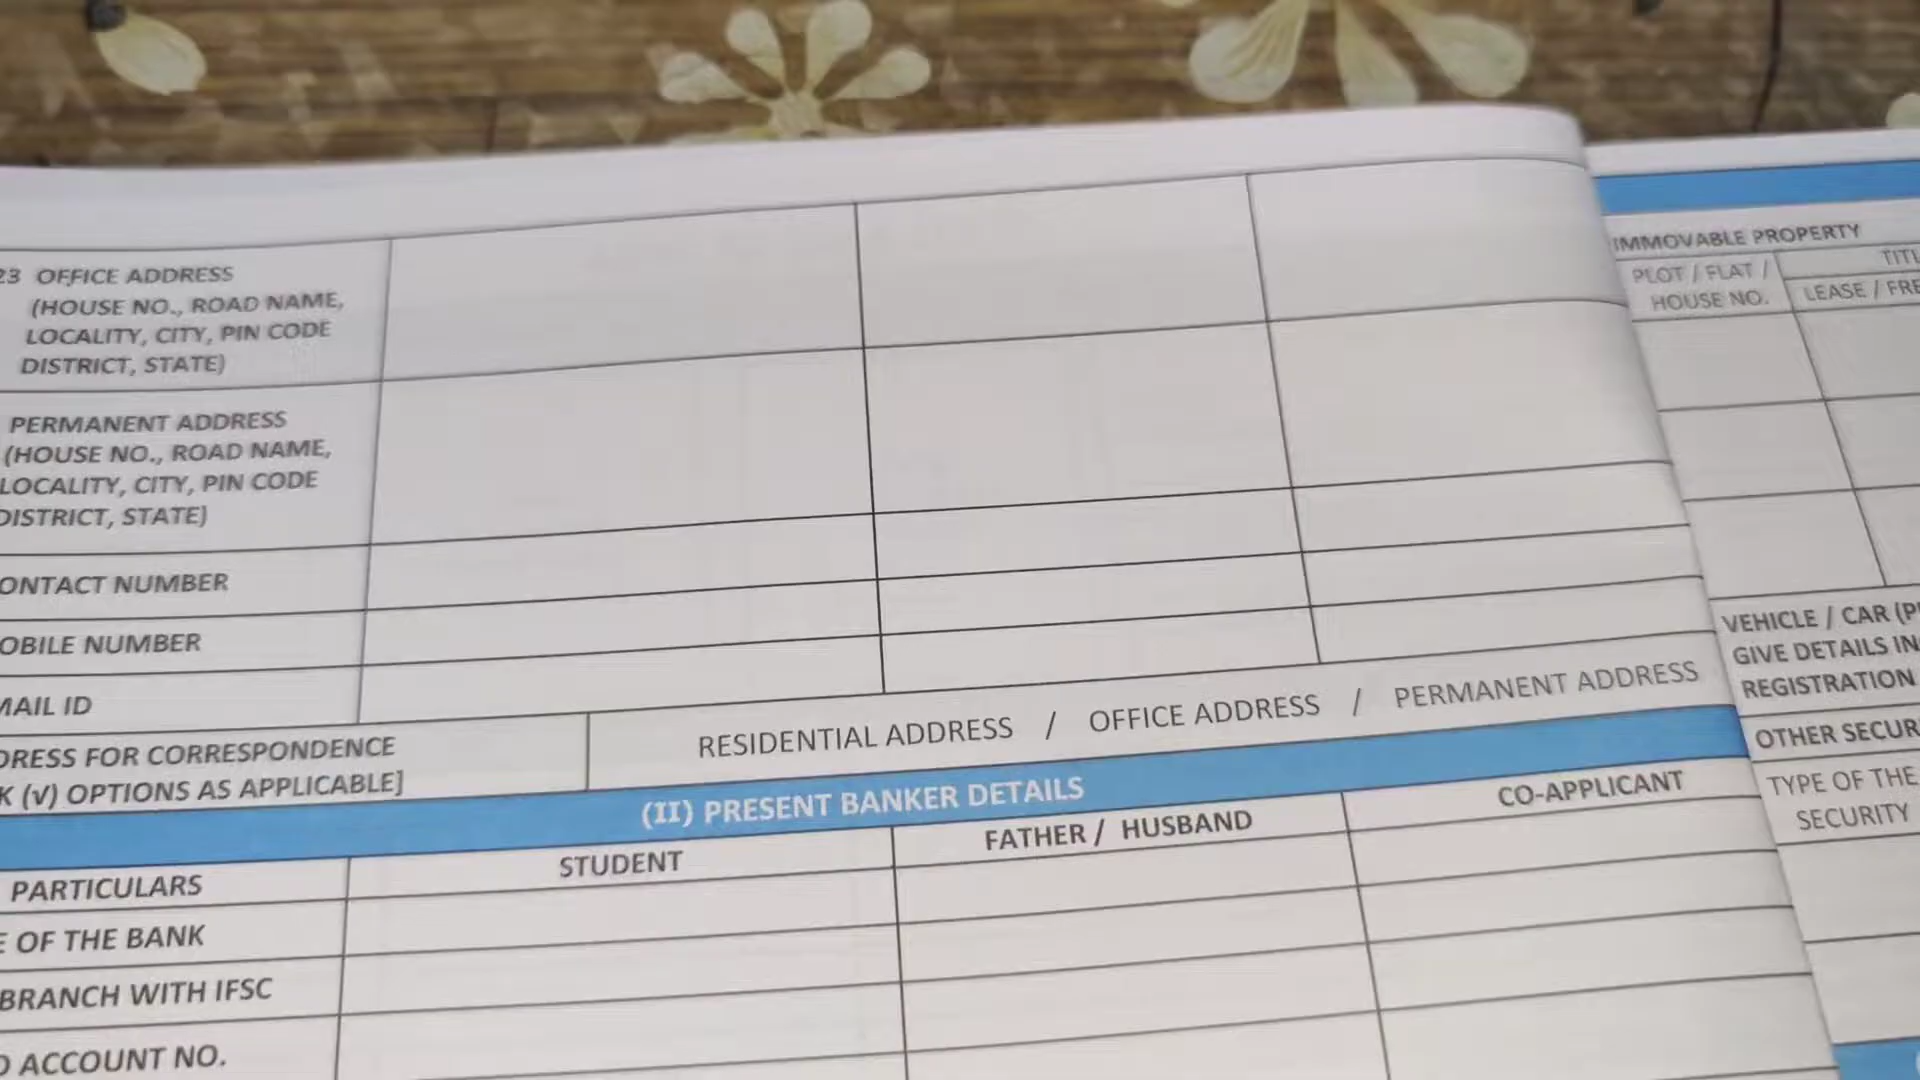 23 OFFICE ADDRESS
(HOUSE NO., ROAD NAME,
LOCALITY, CITY, PIN CODE
DISTRICT, STATE)
PERMANENT ADDRESS
(HOUSE NO., ROAD NAME,
LOCALITY, CITY, PIN CODE
DISTRICT, STATE)
ONTACT NUMBER
OBILE NUMBER
MAIL ID
DRESS FOR CORRESPONDENCE
K (v) OPTIONS AS APPLICABLE]
RESIDENTIAL ADDRESS / OFFICE ADDRESS / PERMANENT ADDRESS
(II) PRESENT BANKER DETAILS
PARTICULARS STUDENT FATHER / HUSBAND CO-APPLICANT
E OF THE BANK
BRANCH WITH IFSC
D ACCOUNT NO.
IMMOVABLE PROPERTY
PLOT / FLAT /
HOUSE NO.
TITL
LEASE / FRE
VEHICLE / CAR (P
GIVE DETAILS IN
REGISTRATION
OTHER SECUR
TYPE OF THE
SECURITY